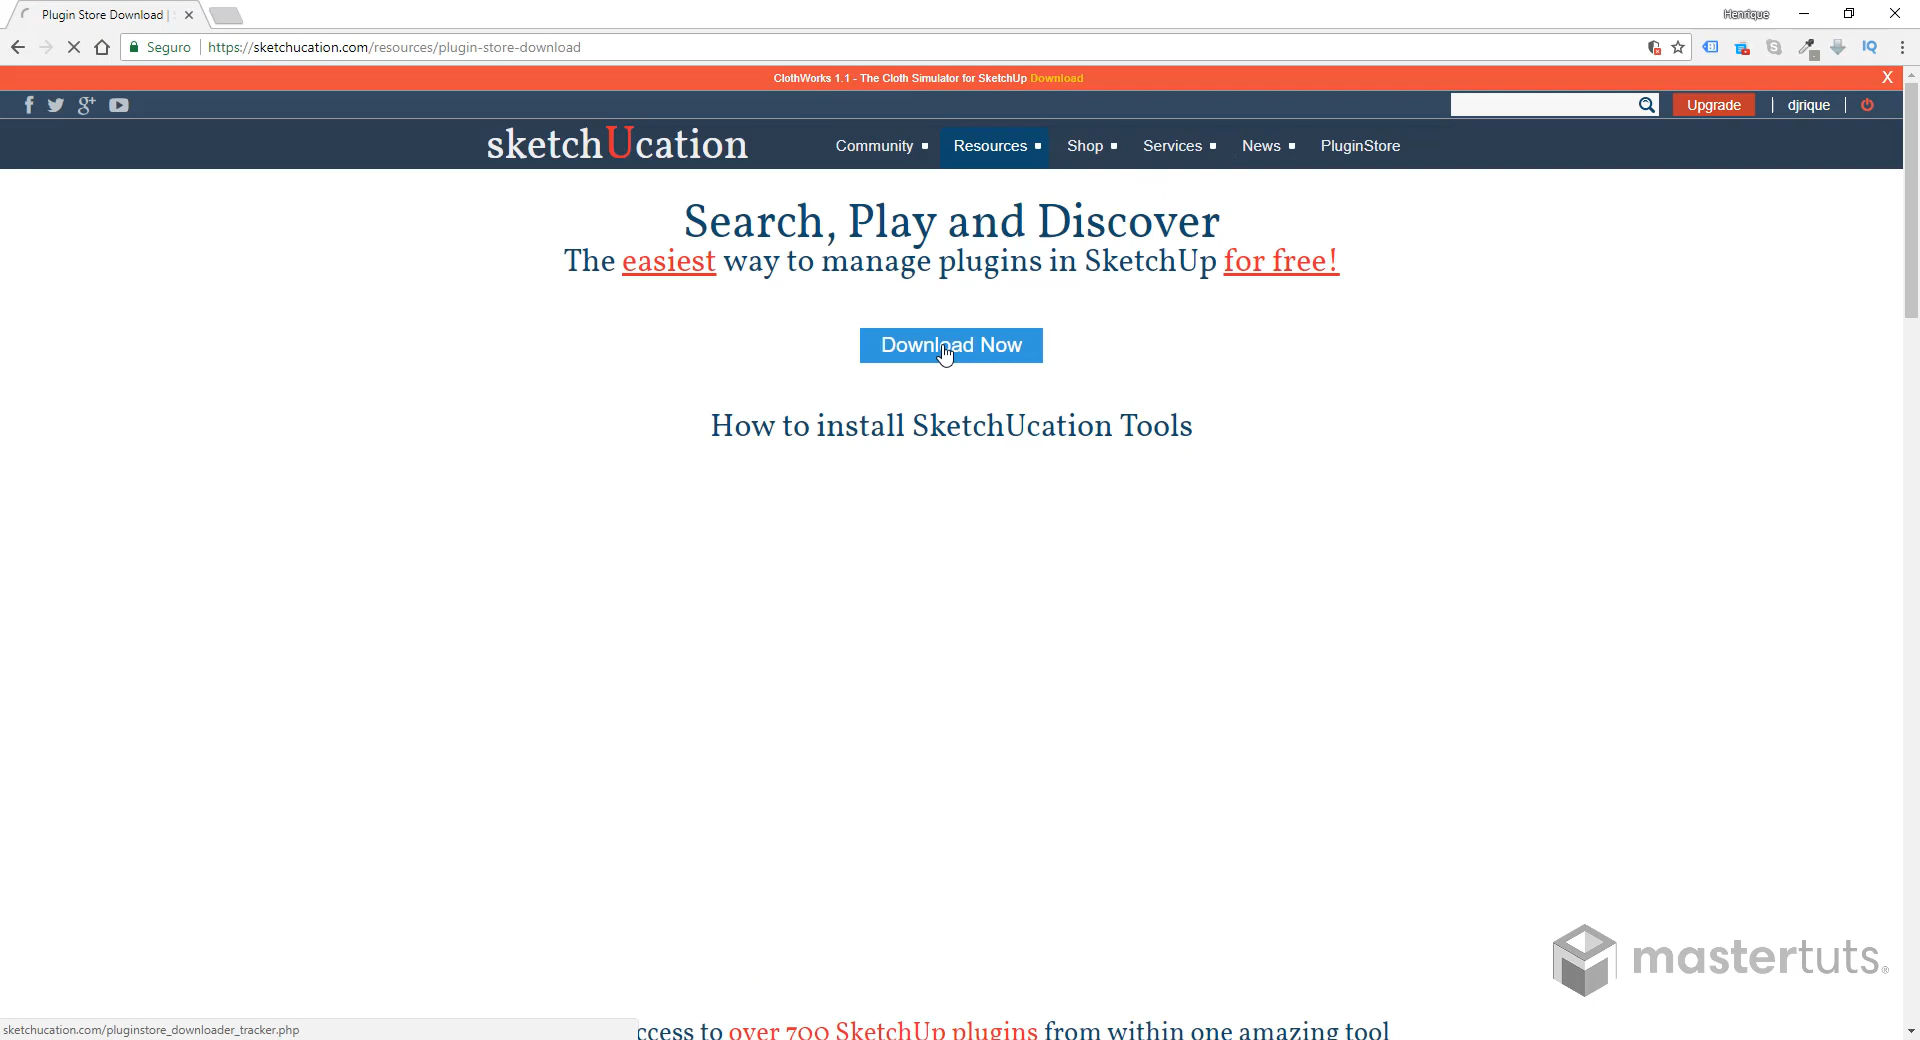 Plugin Store Download |
Henrique
Seguro
https://sketchucation.com/resources/plugin-store-download
IQ
ClothWorks 1.1 - The Cloth Simulator for SketchUp Download
X
Upgrade
djrique
sketchUcation
Community
Resources
Shop
Services
News
PluginStore
Search, Play and Discover
The easiest way to manage plugins in SketchUp for free!
Download Now
How to install SketchUcation Tools
mastertuts.®
sketchucation.com/pluginstore_downloader_tracker.php
ccess to over 700 SketchUp plugins from within one amazing tool